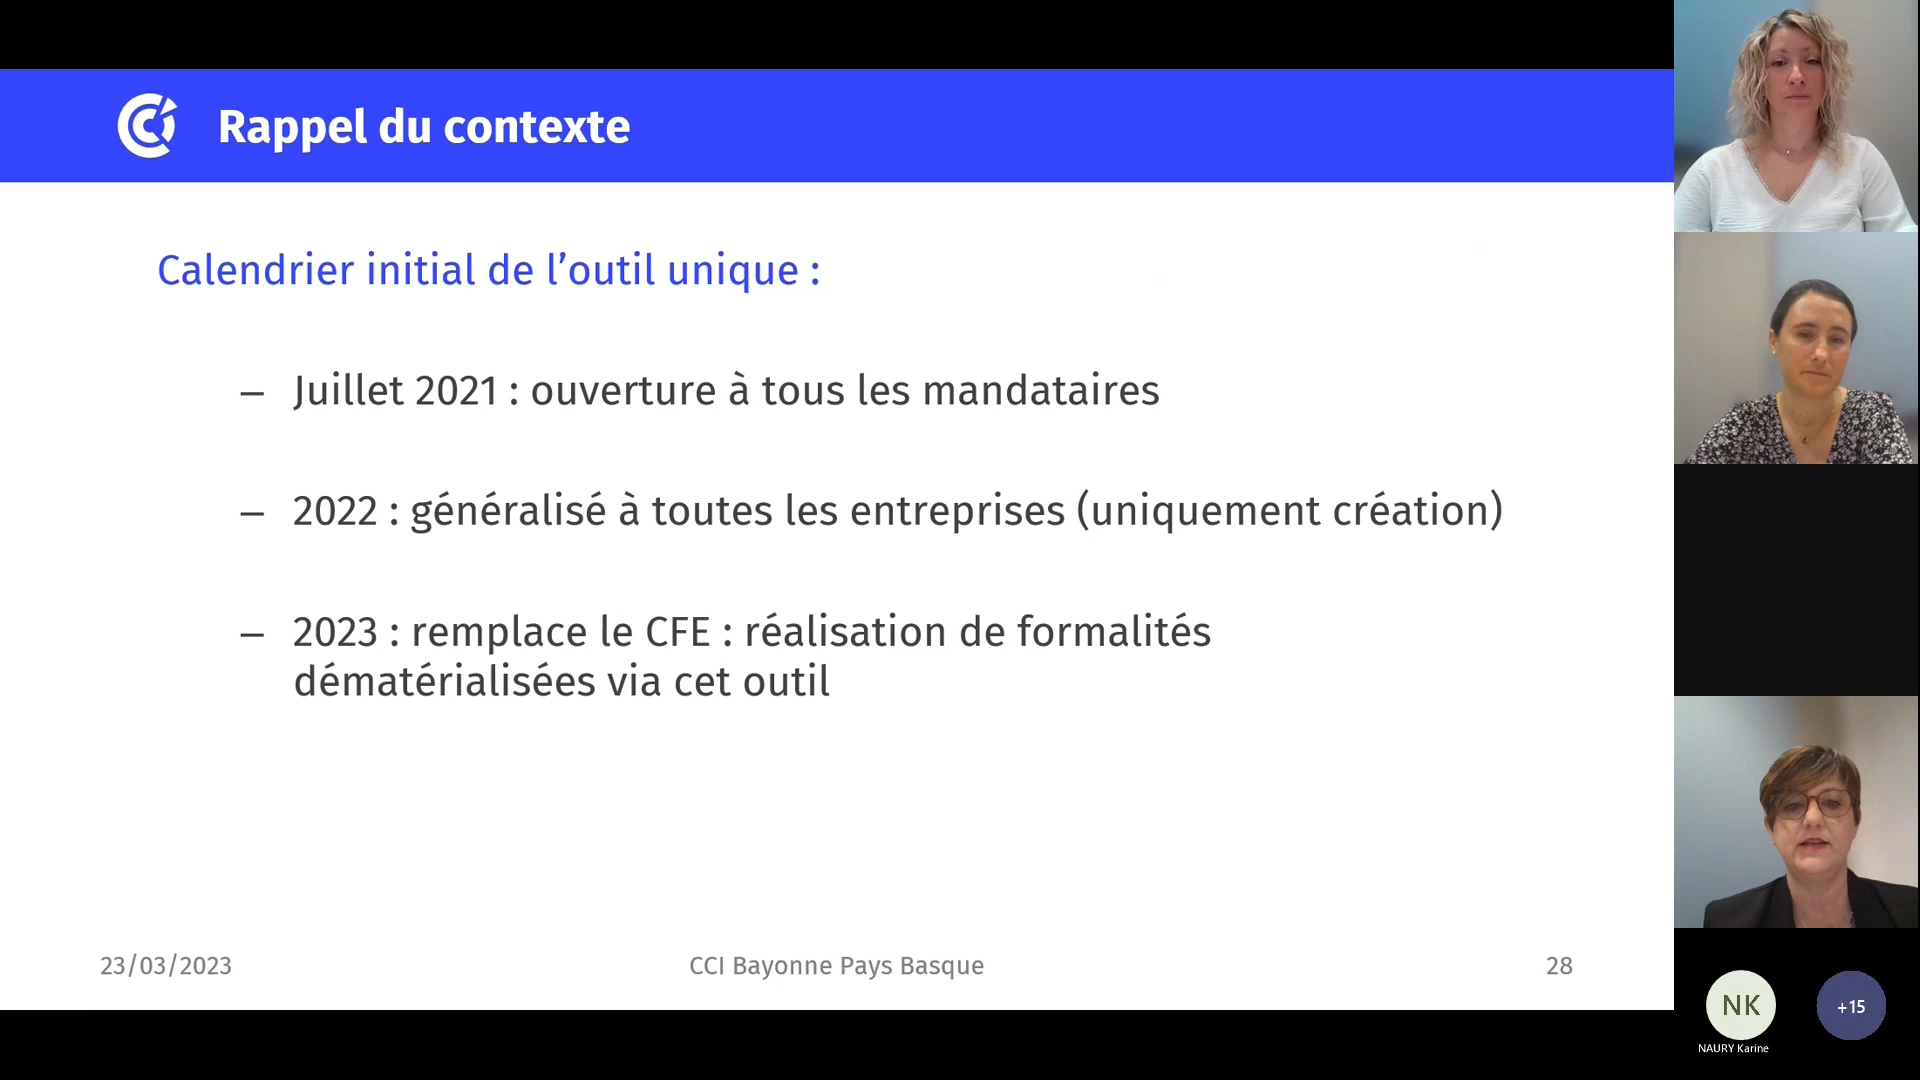 Rappel du contexte
Calendrier initial de l’outil unique :
– Juillet 2021 : ouverture à tous les mandataires
– 2022 : généralisé à toutes les entreprises (uniquement création)
– 2023 : remplace le CFE : réalisation de formalités
dématérialisées via cet outil
23/03/2023
CCI Bayonne Pays Basque
28
NK
+15
NAURY Karine